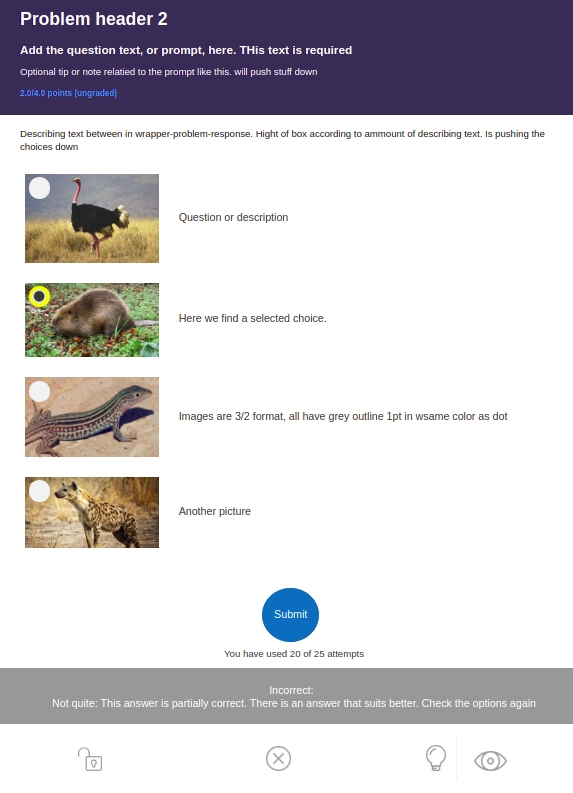 Problem header 2
Add the question text, or prompt, here. THis text is required
Optional tip or note relatied to the prompt like this. will push stuff down
2.0/4.0 points (ungraded)
Describing text between in wrapper-problem-response. Hight of box according to ammount of describing text. Is pushing the
choices down
Question or description
Here we find a selected choice.
Images are 3/2 format, all have grey outline 1pt in wsame color as dot
Another picture
Submit
You have used 20 of 25 attempts
Incorrect:
Not quite: This answer is partially correct. There is an answer that suits better. Check the options again